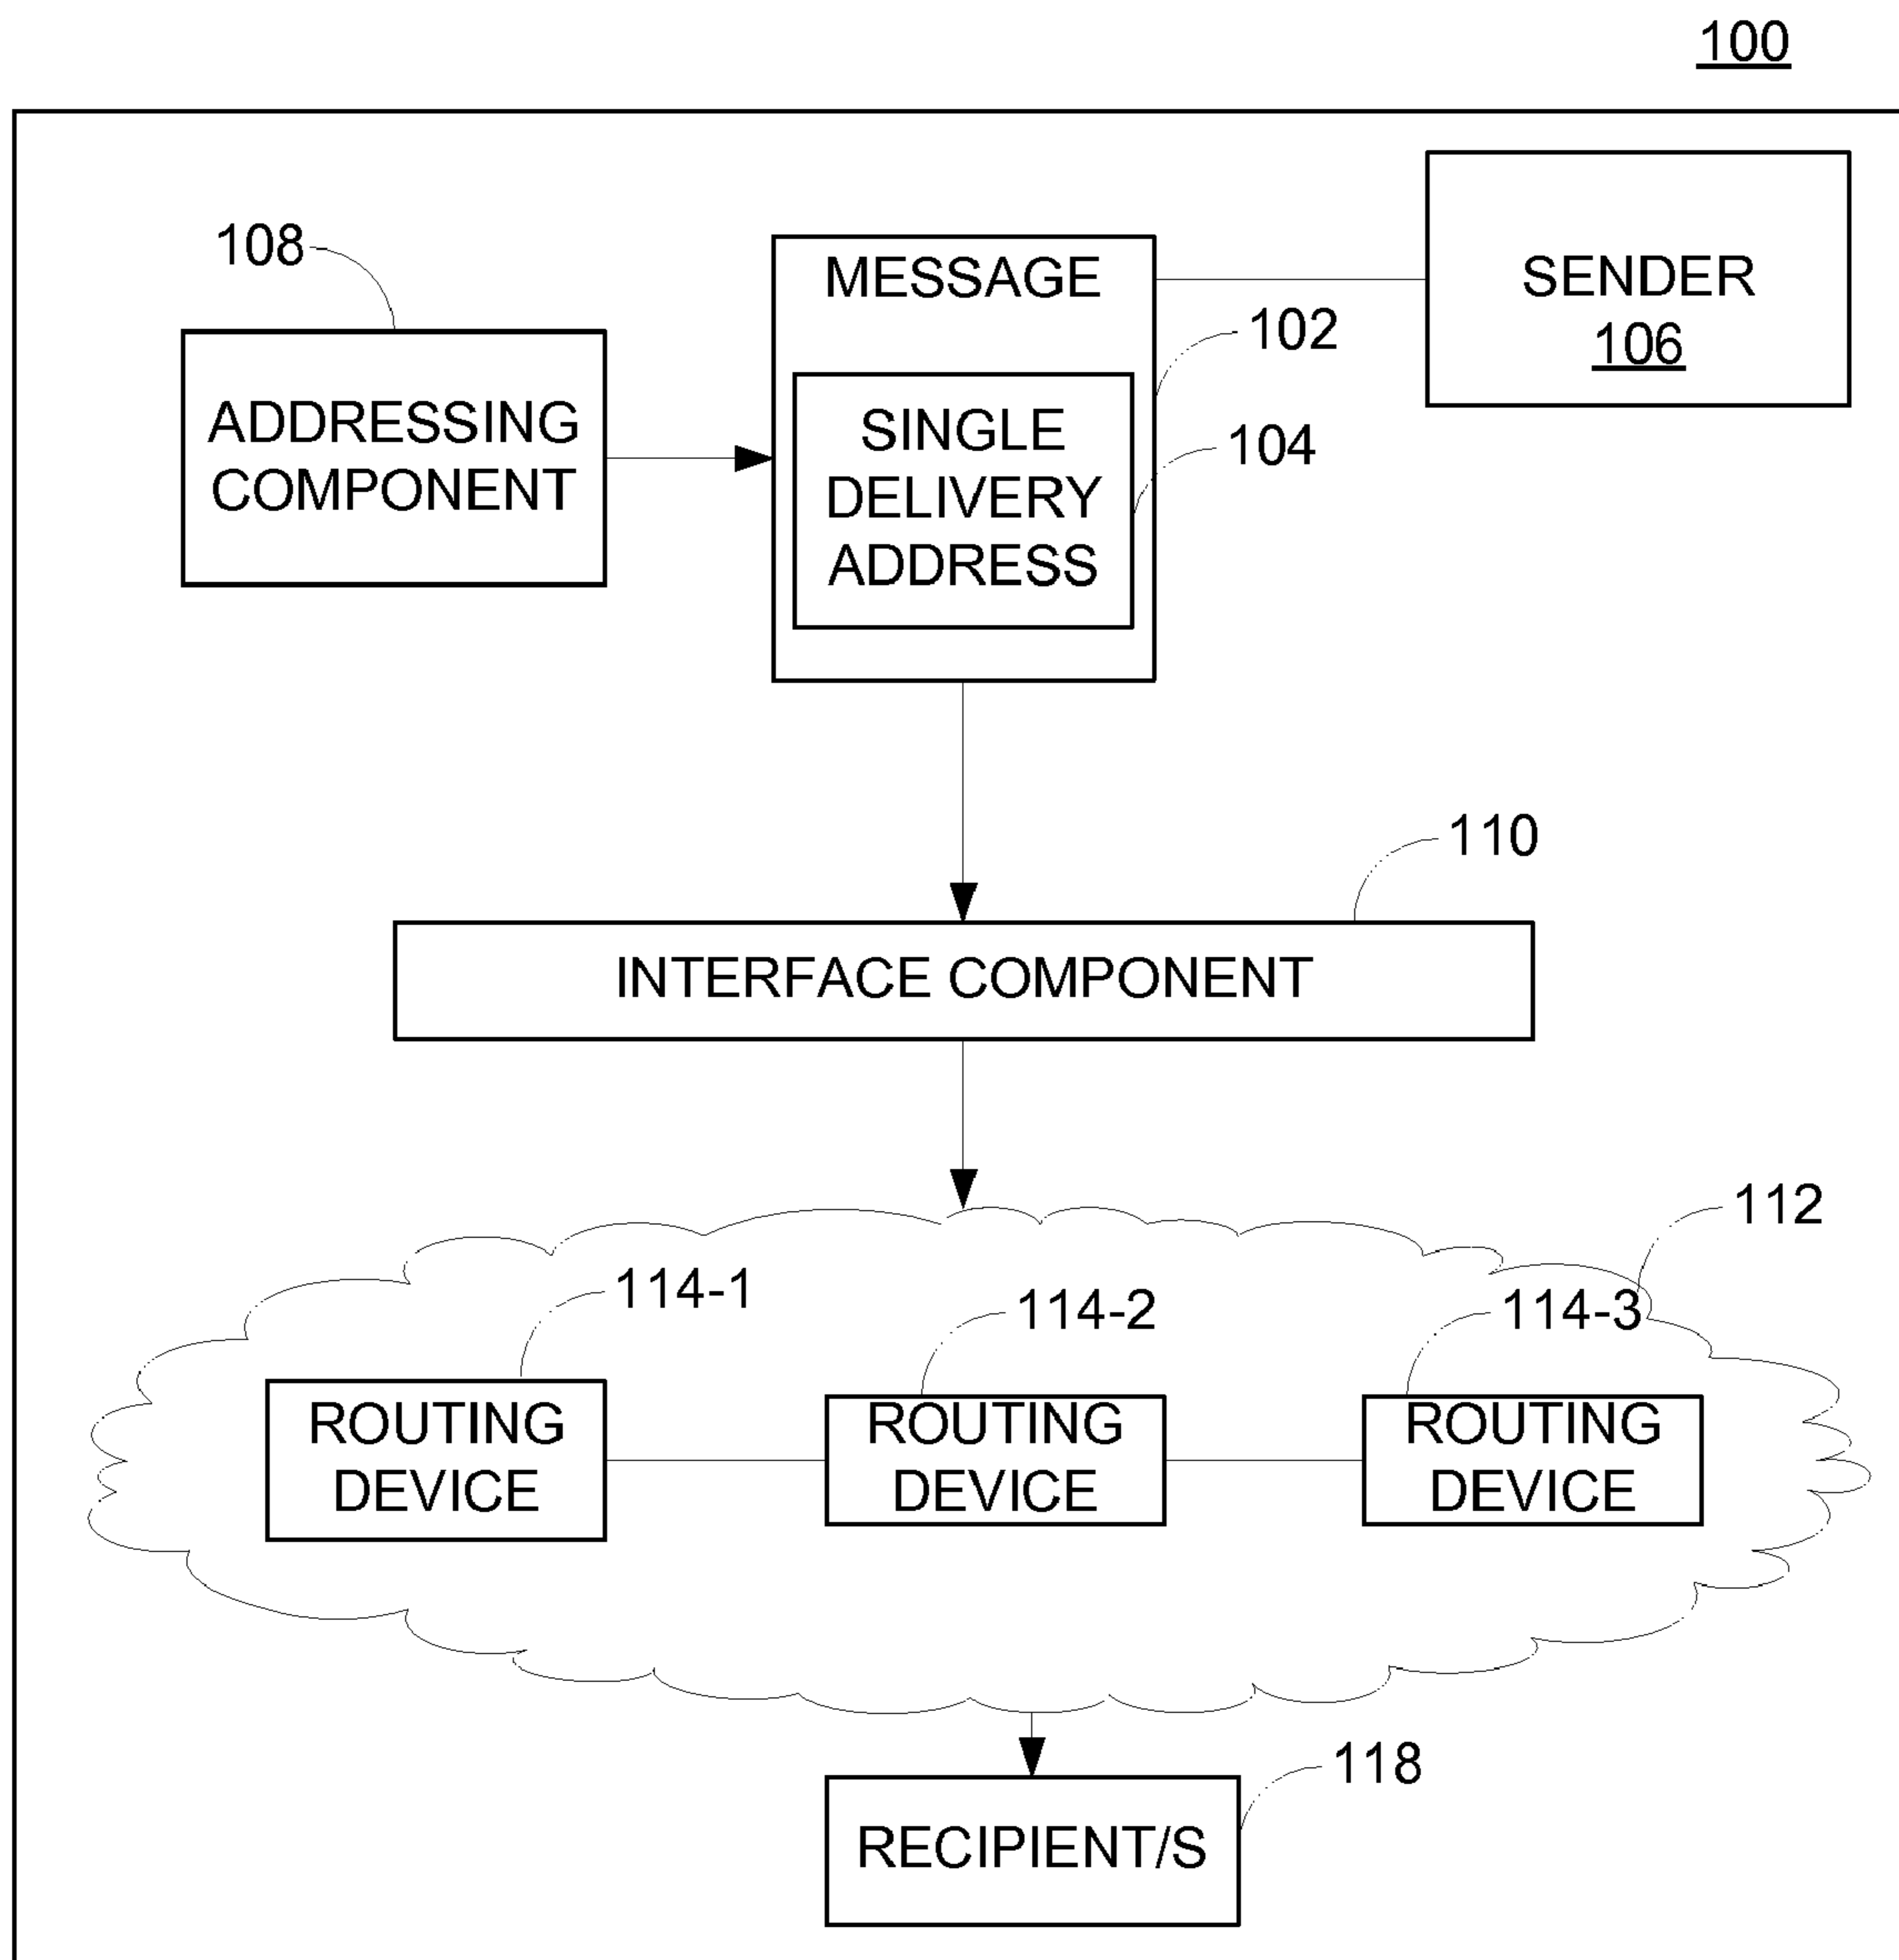 100
108
MESSAGE
SENDER
106
102
ADDRESSING
COMPONENT
SINGLE
DELIVERY
ADDRESS
104
110
INTERFACE COMPONENT
112
114-1
114-2
114-3
ROUTING
DEVICE
ROUTING
DEVICE
ROUTING
DEVICE
118
RECIPIENT/S